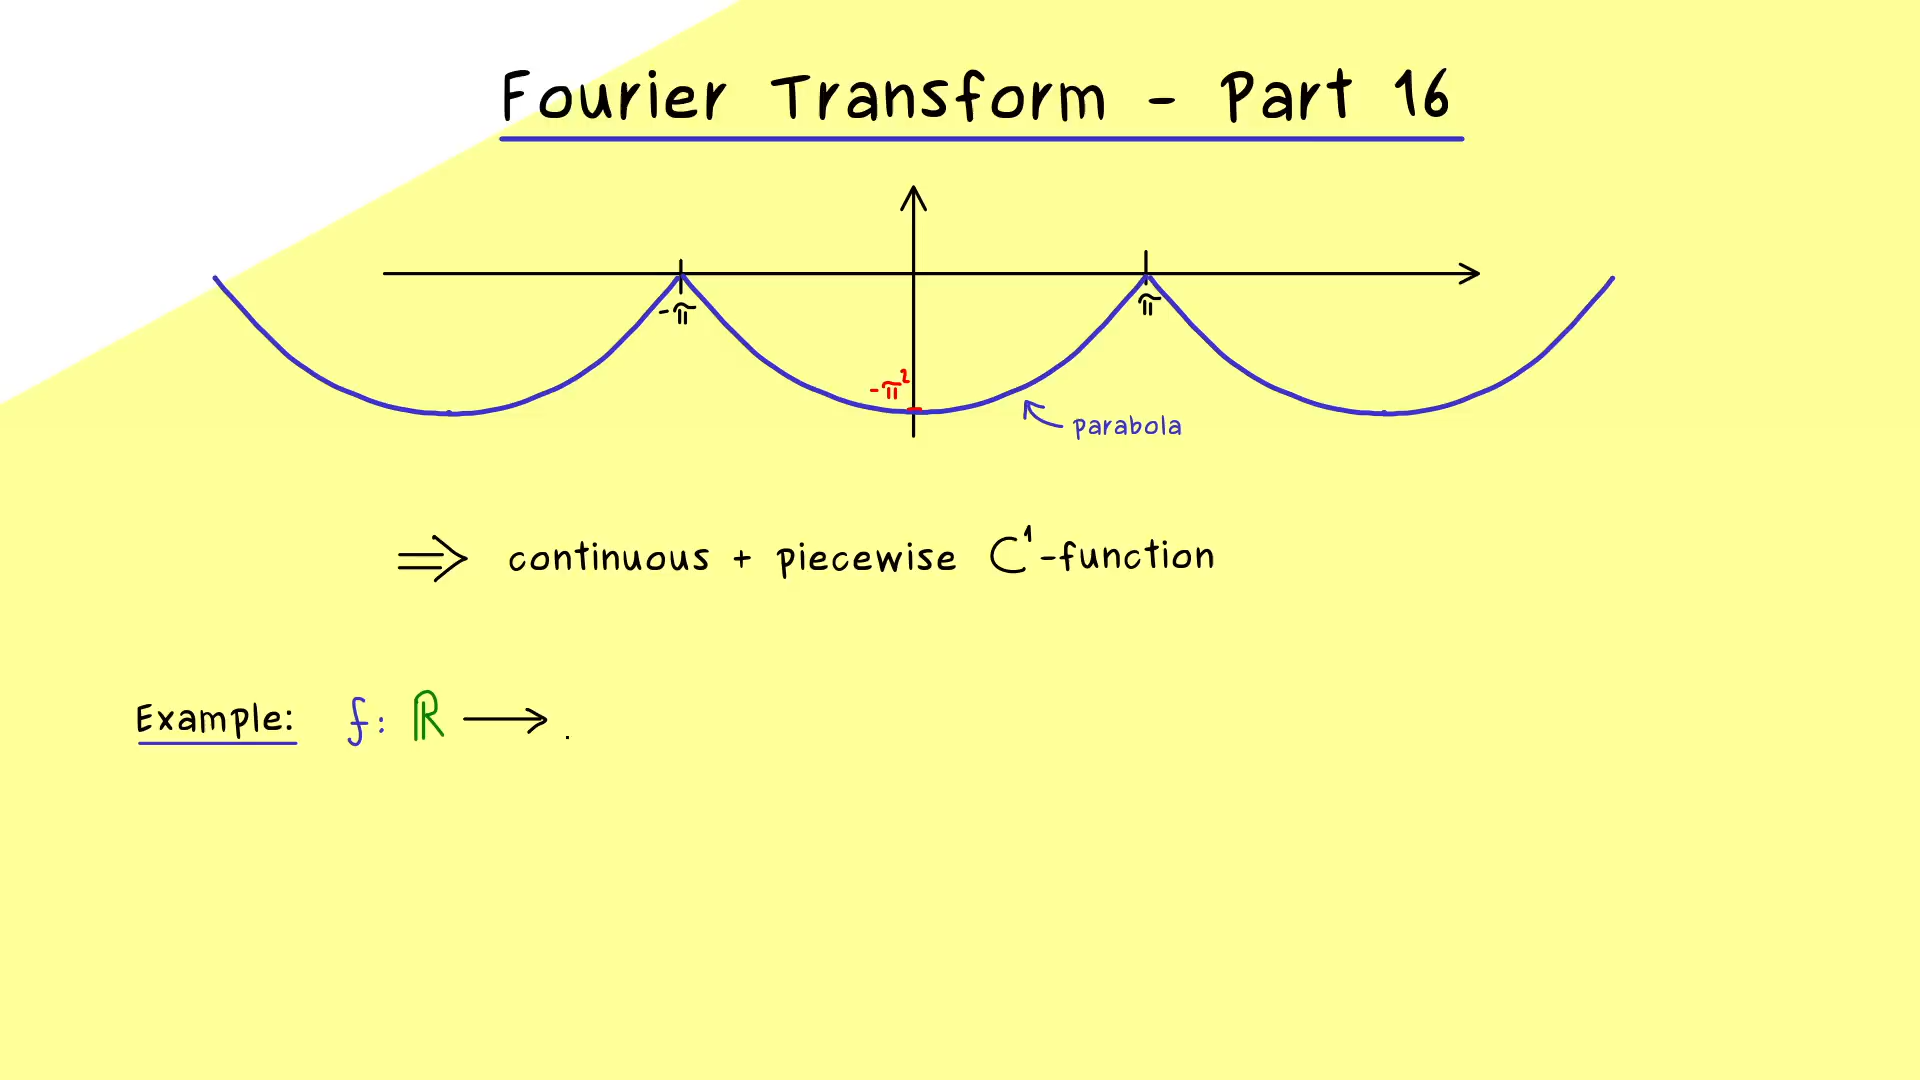 Fourier Transform - Part 16
-π π
-π²
parabola
⇒ continuous + piecewise C¹-function
Example: f: ℝ ⟶ .